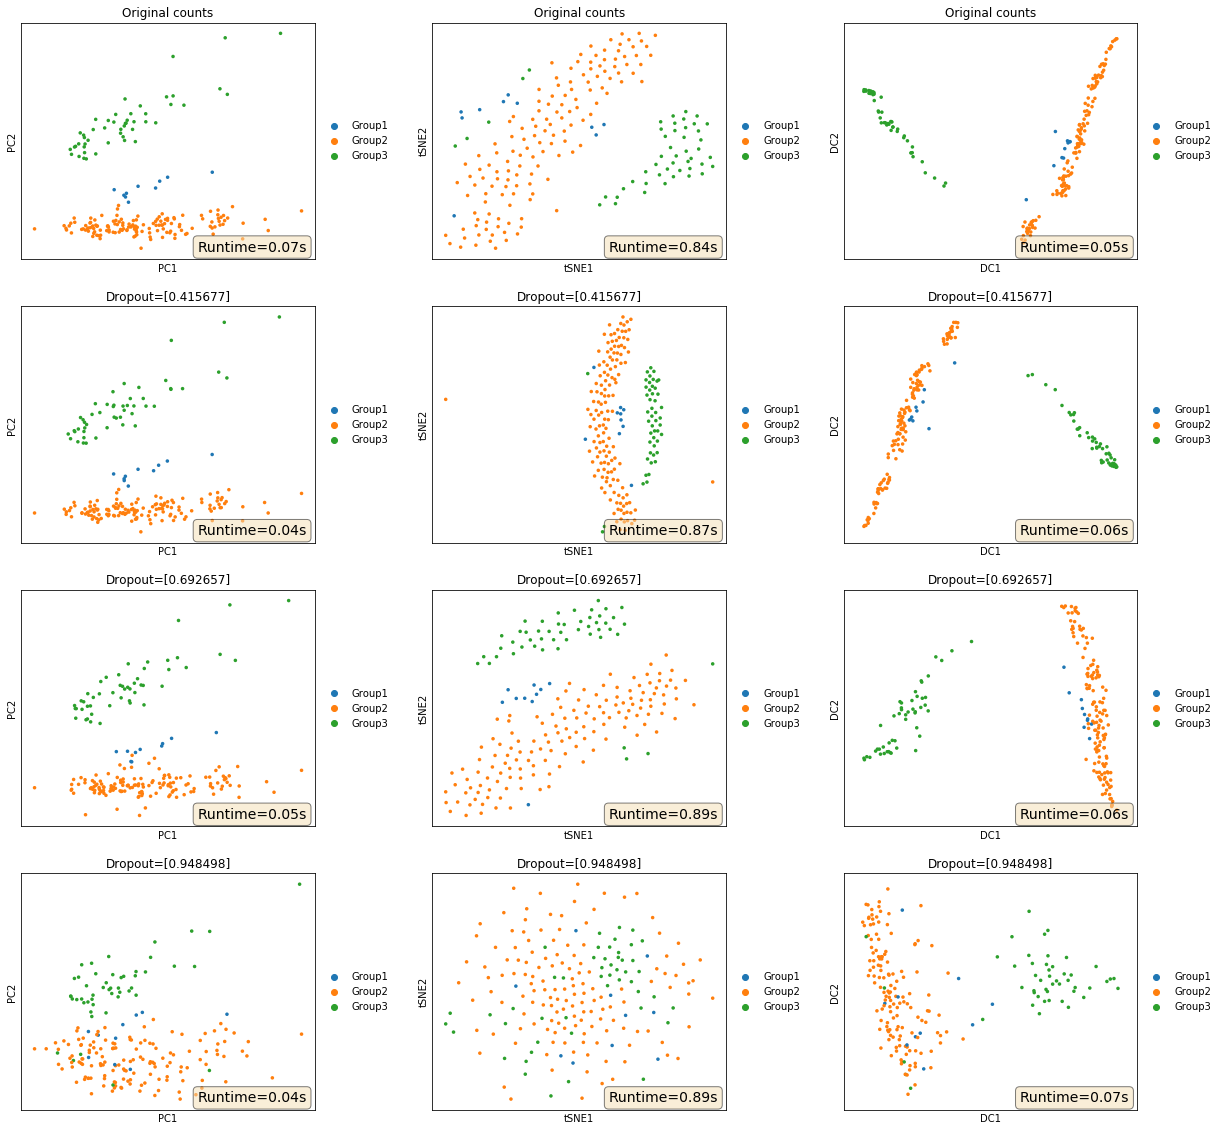 Original counts
PC2
Group1
Group2
Group3
Runtime=0.07s
PC1
Original counts
tSNE2
Group1
Group2
Group3
Runtime=0.84s
tSNE1
Original counts
DC2
Group1
Group2
Group3
Runtime=0.05s
DC1
Dropout=[0.415677]
PC2
Group1
Group2
Group3
Runtime=0.04s
PC1
Dropout=[0.415677]
tSNE2
Group1
Group2
Group3
Runtime=0.87s
tSNE1
Dropout=[0.415677]
DC2
Group1
Group2
Group3
Runtime=0.06s
DC1
Dropout=[0.692657]
PC2
Group1
Group2
Group3
Runtime=0.05s
PC1
Dropout=[0.692657]
tSNE2
Group1
Group2
Group3
Runtime=0.89s
tSNE1
Dropout=[0.692657]
DC2
Group1
Group2
Group3
Runtime=0.06s
DC1
Dropout=[0.948498]
PC2
Group1
Group2
Group3
Runtime=0.04s
PC1
Dropout=[0.948498]
tSNE2
Group1
Group2
Group3
Runtime=0.89s
tSNE1
Dropout=[0.948498]
DC2
Group1
Group2
Group3
Runtime=0.07s
DC1